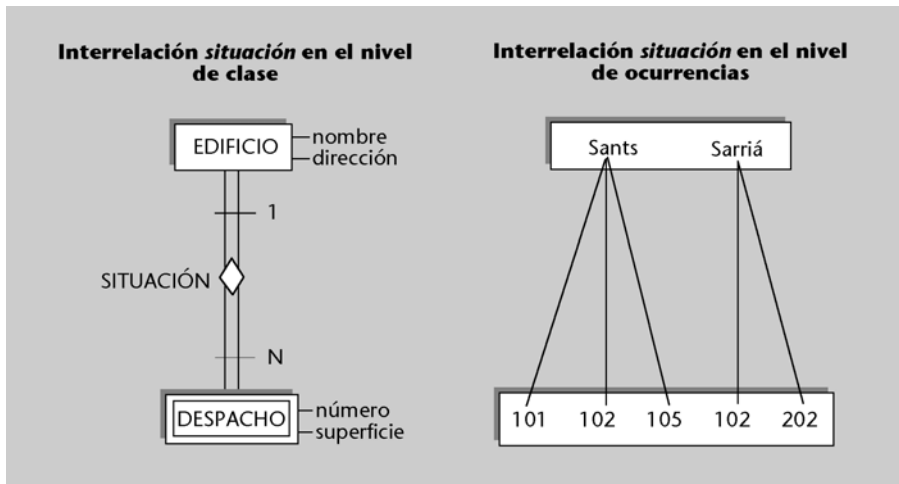 Interrelación situación en el nivel
de clase
EDIFICIO
nombre
dirección
1
SITUACIÓN
N
DESPACHO
número
superficie
Interrelación situación en el nivel
de ocurrencias
Sants Sarriá
101 102 105 102 202